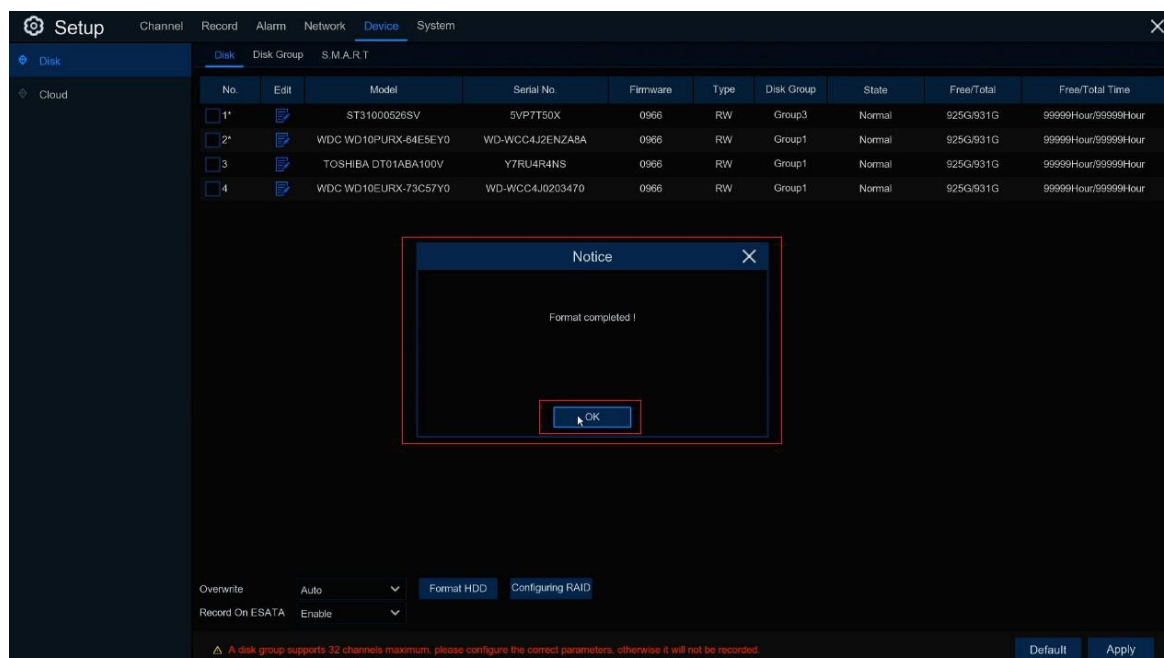 Setup Channel Record Alarm Network Device System
Disk
Cloud
Disk Disk Group S.M.A.R.T
No. Edit Model Serial No. Firmware Type Disk Group State Free/Total Free/Total Time
1* ST31000526SV 5VP7T50X 0966 RW Group3 Normal 925G/931G 99999Hour/99999Hour
2* WDC WD10PURX-64E5EY0 WD-WCC4J2ENZA8A 0966 RW Group1 Normal 925G/931G 99999Hour/99999Hour
3 TOSHIBA DT01ABA100V Y7RU4R4NS 0966 RW Group1 Normal 925G/931G 99999Hour/99999Hour
4 WDC WD10EURX-73C57Y0 WD-WCC4J0203470 0966 RW Group1 Normal 925G/931G 99999Hour/99999Hour
Notice
Format completed !
OK
Overwrite Auto Format HDD Configuring RAID
Record On ESATA Enable
A disk group supports 32 channels maximum, please configure the correct parameters, otherwise it will not be recorded.
Default Apply